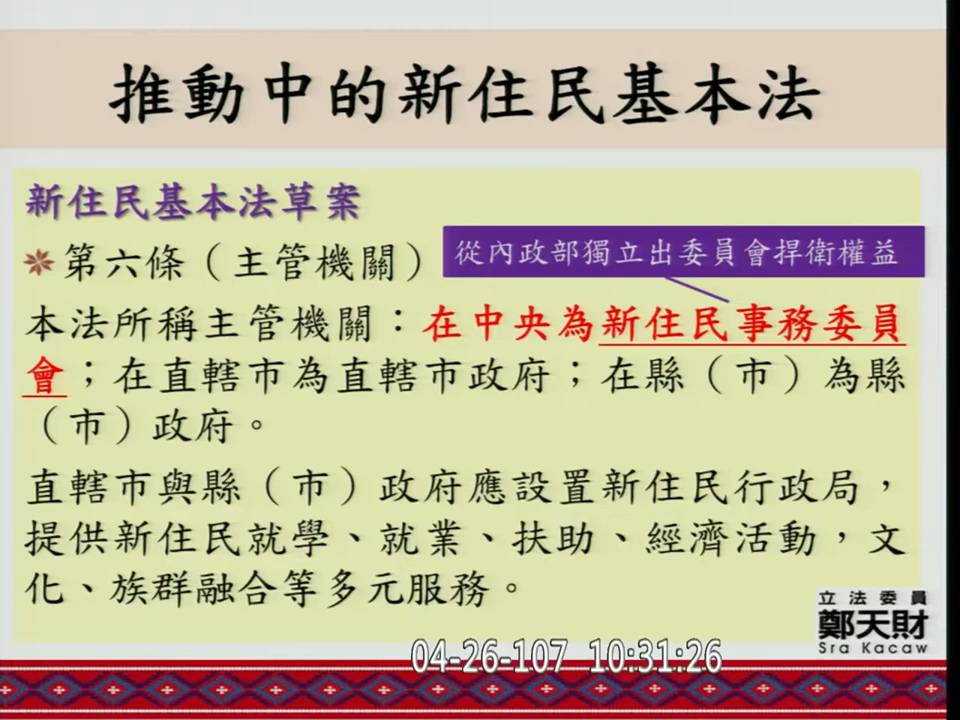 推動中的新住民基本法
新住民基本法草案
第六條（主管機關）
從內政部獨立出委員會捍衛權益
本法所稱主管機關：在中央為新住民事務委員
會；在直轄市為直轄市政府；在縣（市）為縣
（市）政府。
直轄市與縣（市）政府應設置新住民行政局，
提供新住民就學、就業、扶助、經濟活動，文
化、族群融合等多元服務。
立法委員
鄭天財
Sra Kacaw
04-26-107 10:31:26